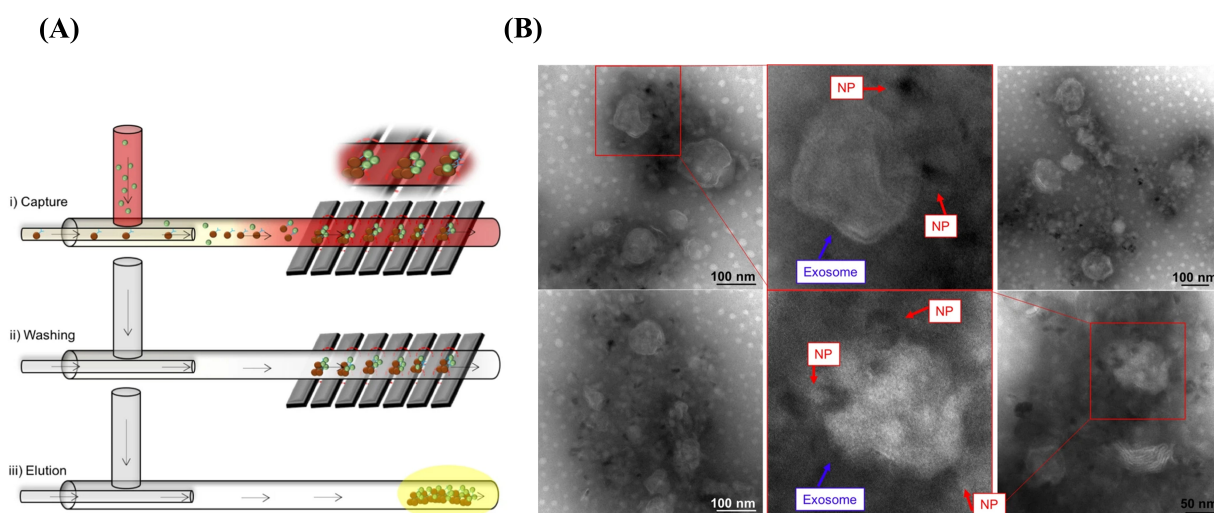 (A)
(B)
i) Capture
ii) Washing
iii) Elution
NP
NP
Exosome
100 nm
100 nm
NP
NP
Exosome
NP
100 nm
50 nm